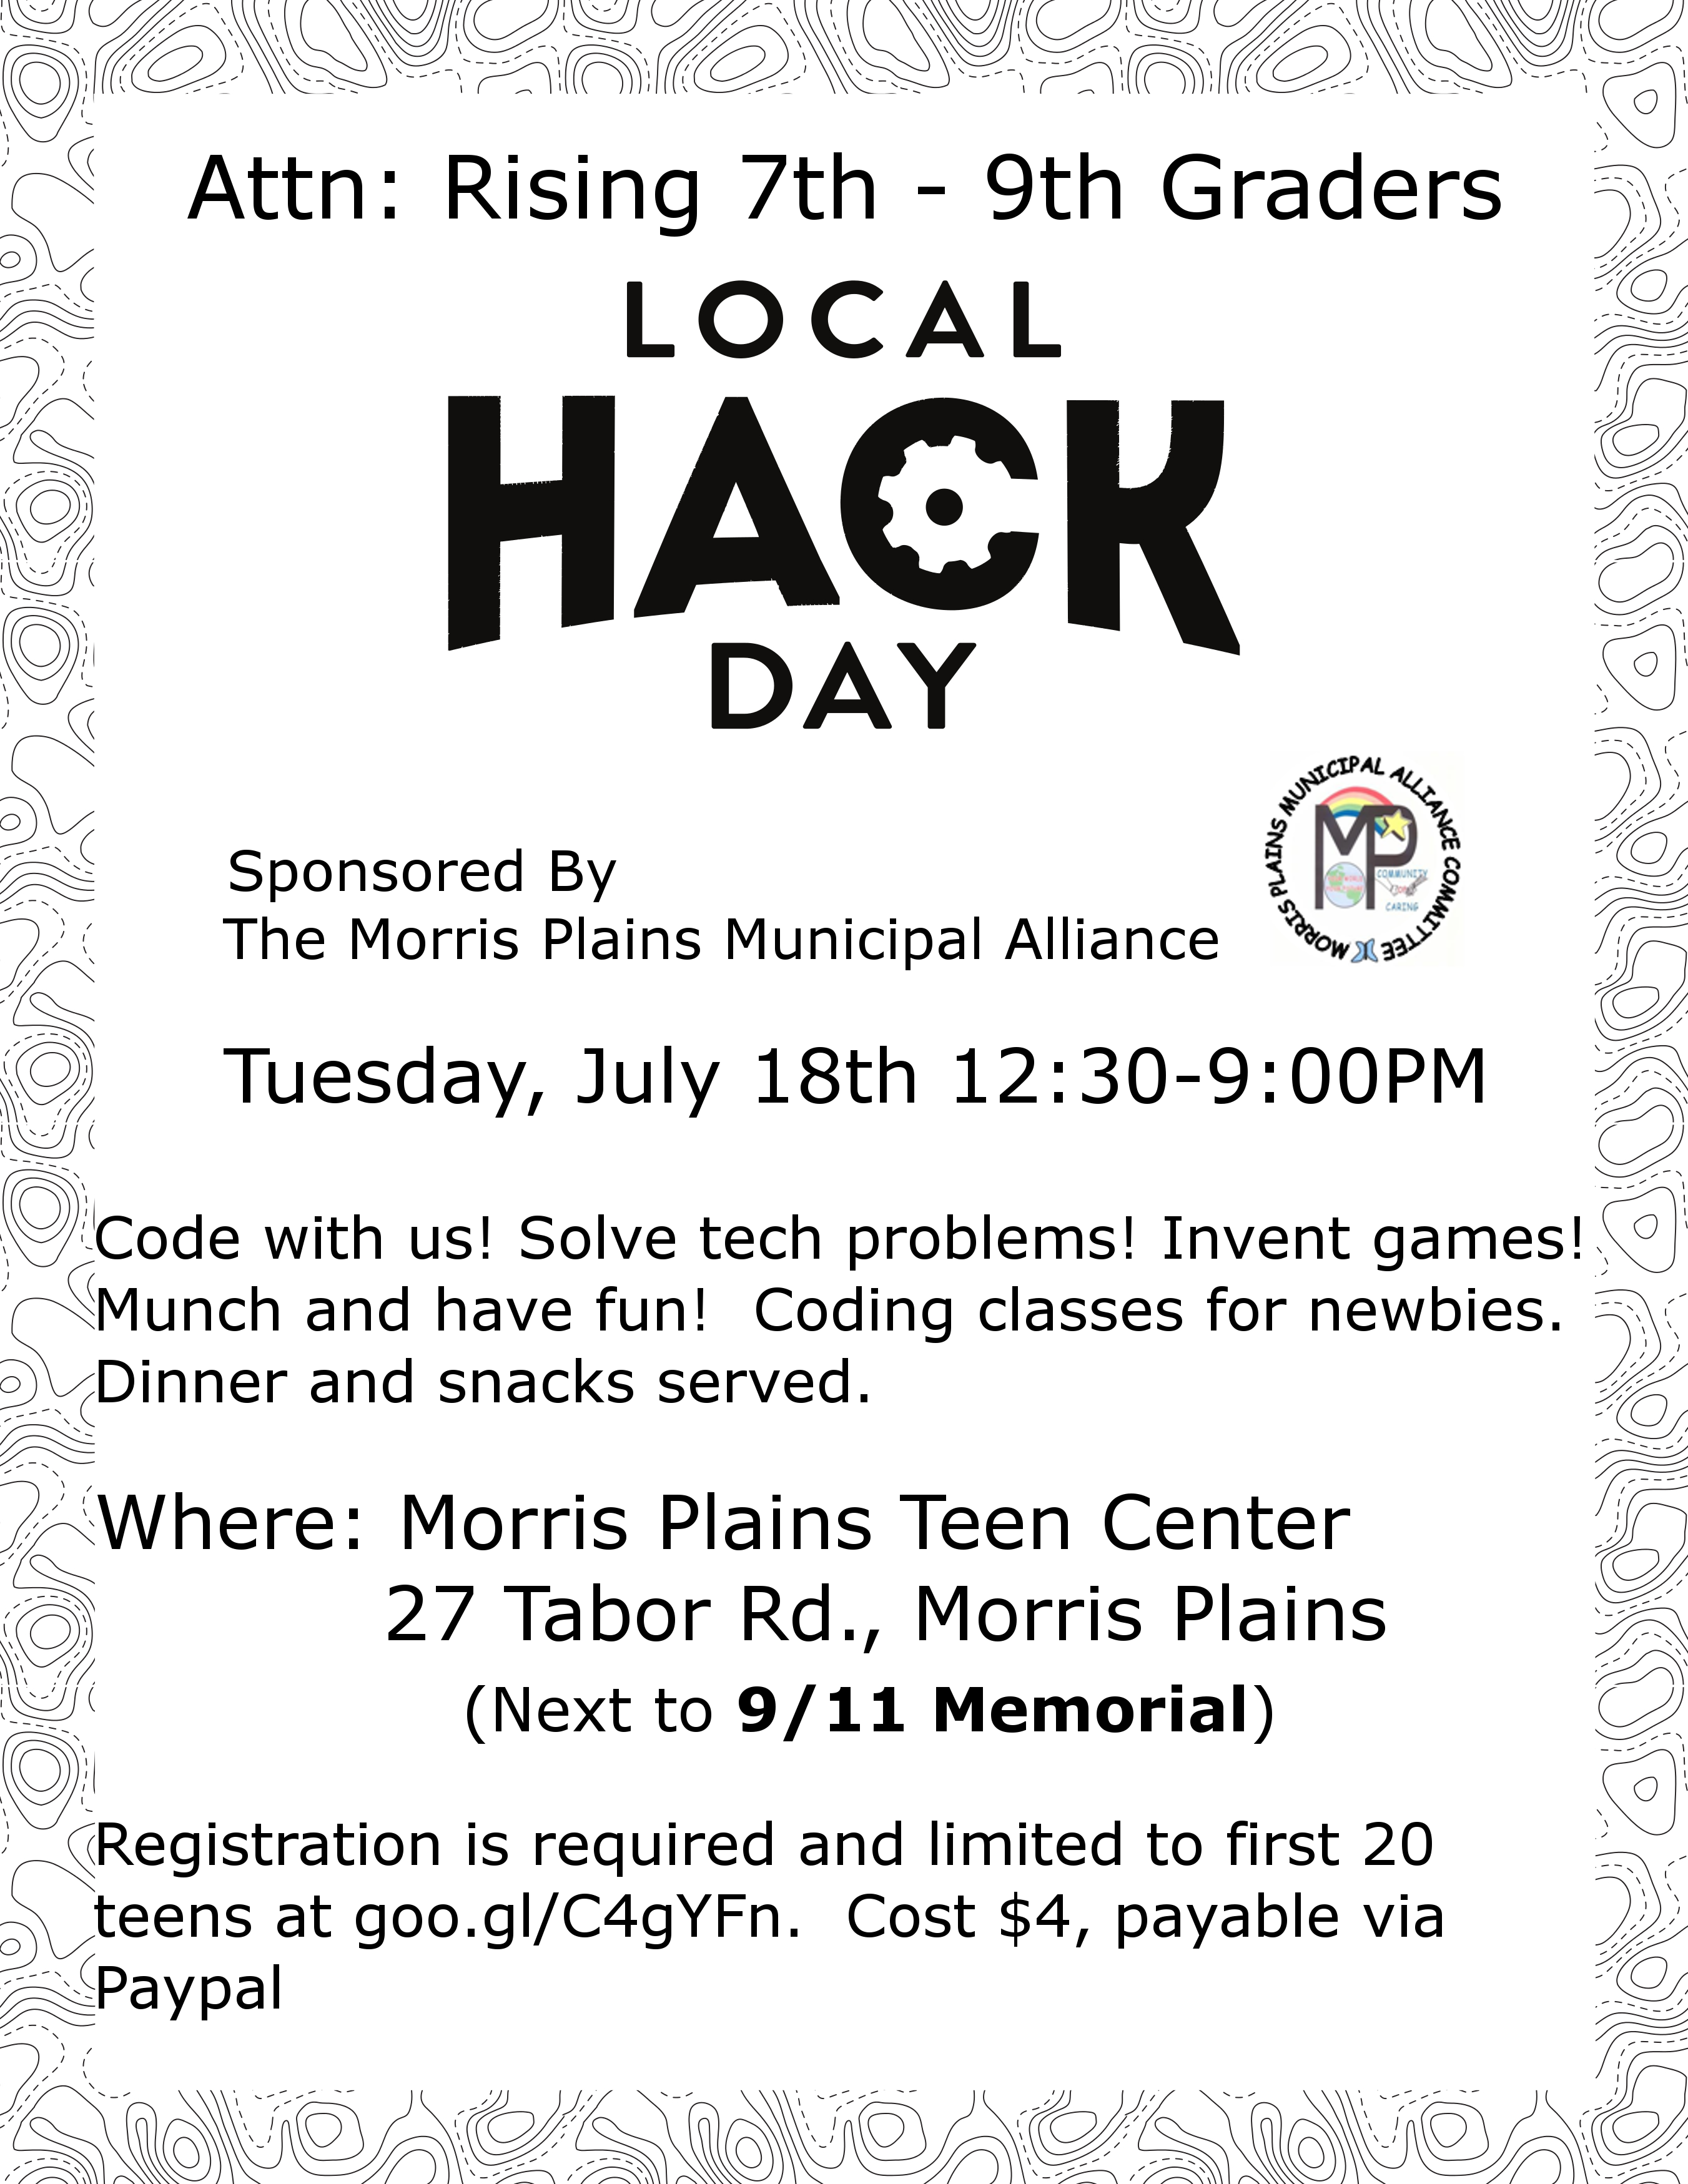 Attn: Rising 7th - 9th Graders
LOCAL
HACK
DAY
MORRIS PLAINS MUNICIPAL ALLIANCE COMMITTEE
MP
COMMUNITY
CARING
Sponsored By
The Morris Plains Municipal Alliance
Tuesday, July 18th 12:30-9:00PM
Code with us! Solve tech problems! Invent games!
Munch and have fun!  Coding classes for newbies.
Dinner and snacks served.
Where: Morris Plains Teen Center
27 Tabor Rd., Morris Plains
(Next to 9/11 Memorial)
Registration is required and limited to first 20
teens at goo.gl/C4gYFn.  Cost $4, payable via
Paypal